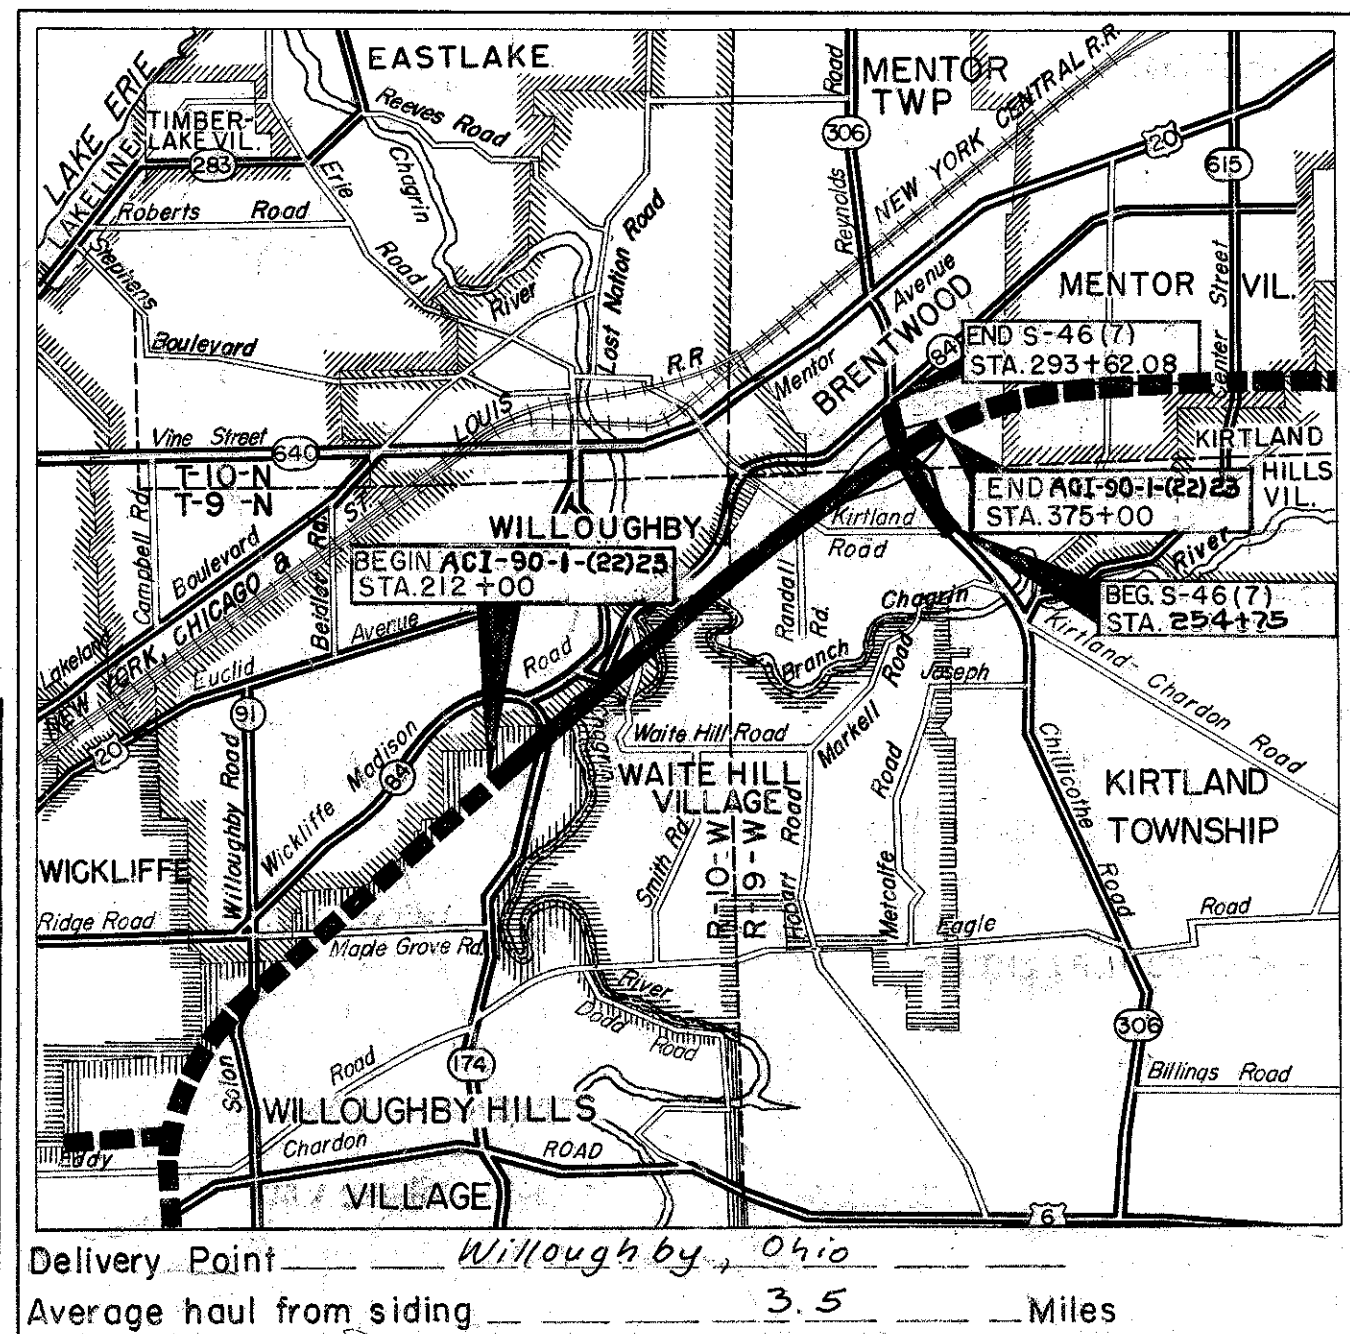 EASTLAKE
MENTOR
TWP
LAKE ERIE
LAKELINE
TIMBER-
LAKE VIL.
283
Reeves Road
Chagrin
River
Erie
Road
Roberts Road
Stephens
Boulevard
Lost Nation Road
306
Reynolds
Road
NEW YORK CENTRAL R.R.
20
615
Center Street
MENTOR VIL.
Mentor
Avenue
BRENTWOOD
84
END S-46 (7)
STA. 293+62.08
Vine Street
640
LOUIS
R.R
T-10-N
T-9-N
Campbell Rd.
Boulevard
Bedler Rd.
ST.
WILLOUGHBY
BEGIN ACI-90-1-(22)23
STA. 212+00
Kirtland
Road
END ACI-90-1-(22)23
STA. 375+00
KIRTLAND
HILLS
VIL.
River
BEG. S-46 (7)
STA. 254+75
Lakeland
NEW YORK, CHICAGO &
Euclid
Avenue
20
91
Willoughby Road
Wickliffe Madison
Road
84
Chagrin
Randall
Rd.
Branch
Chagrin
Joseph
Kirtland-
Chardon Road
Waite Hill Road
Markell
Road
WAITE HILL
VILLAGE
Smith Rd.
R-10-W
R-9-W
Hobart
Road
Metcalfe
Road
Chillicothe
Road
KIRTLAND
TOWNSHIP
WICKLIFFE
Ridge Road
Maple Grove Rd.
Eagle
Road
River
Dodd
Road
306
Solon
Road
174
Billings Road
WILLOUGHBY HILLS
Eddy
Chardon
ROAD
VILLAGE
6
Delivery Point Willoughby, Ohio
Average haul from siding 3.5 Miles